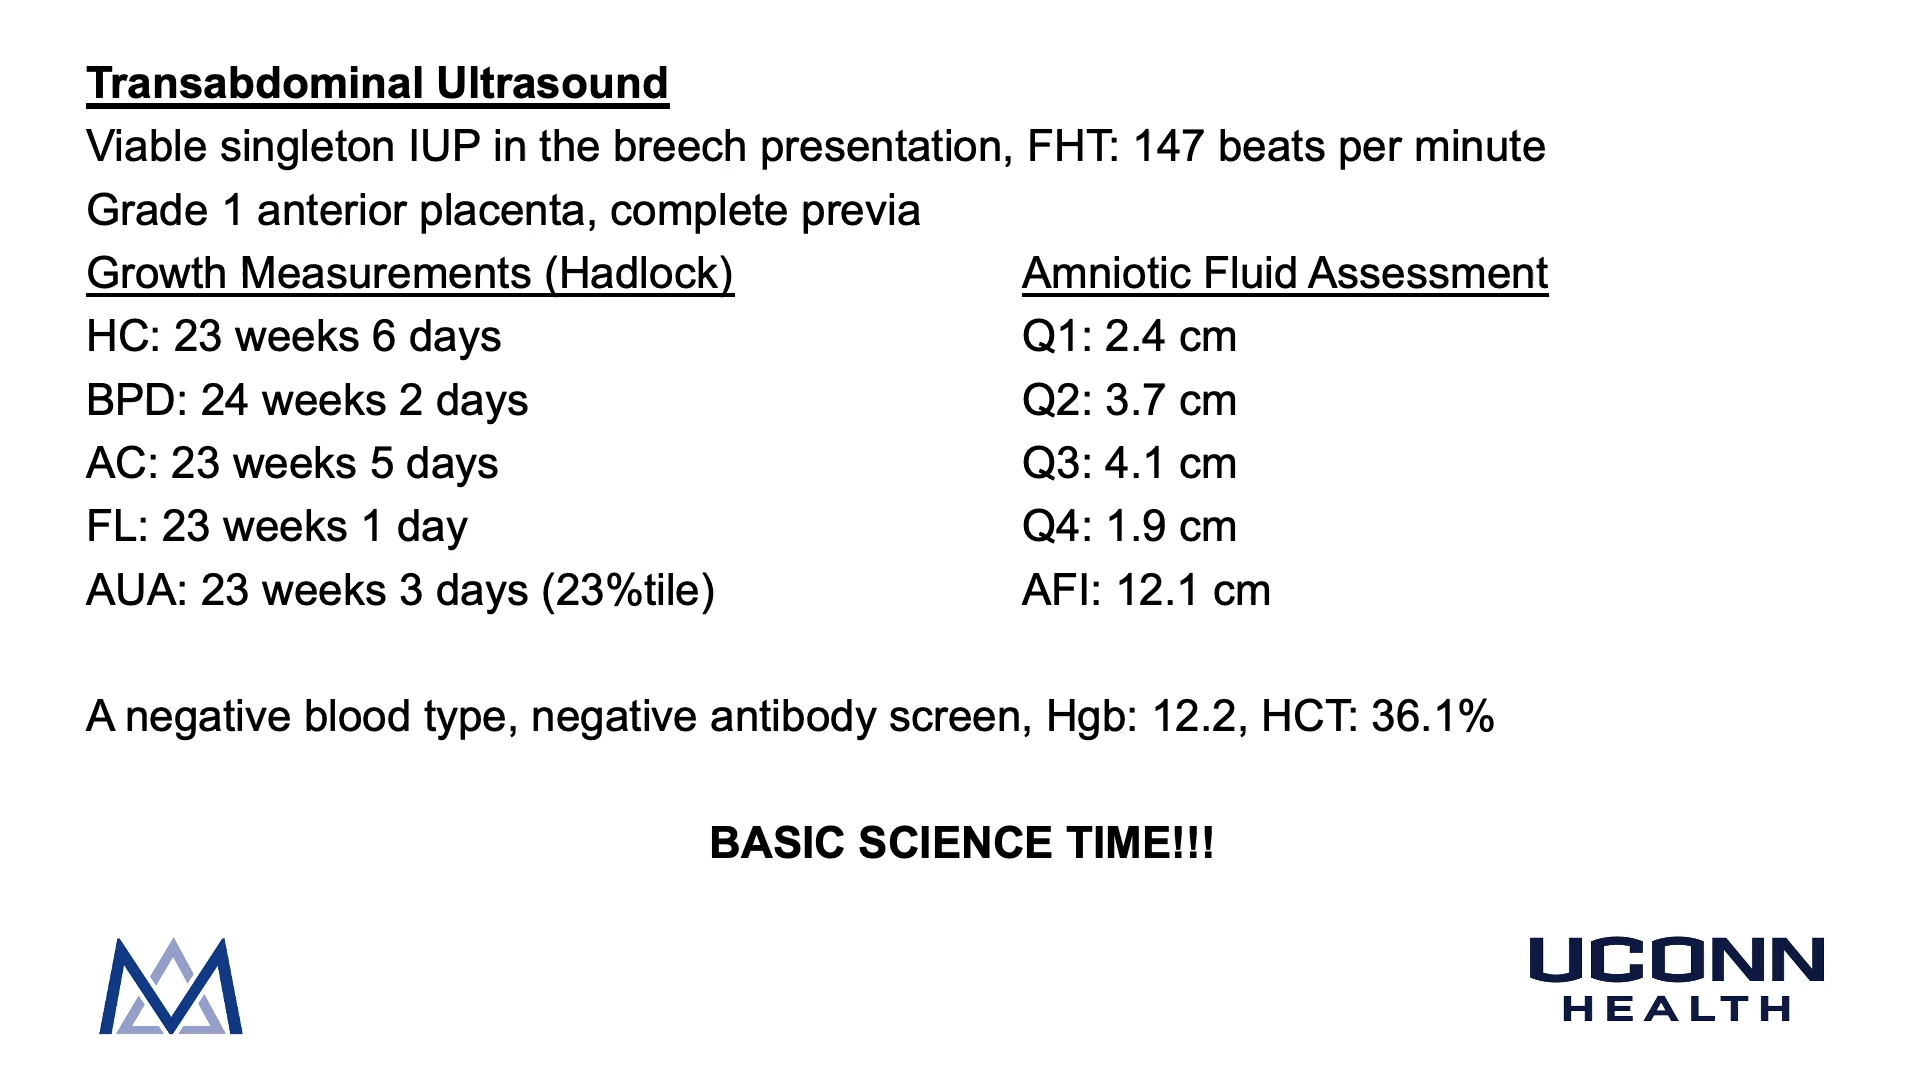 Transabdominal Ultrasound
Viable singleton IUP in the breech presentation, FHT: 147 beats per minute
Grade 1 anterior placenta, complete previa
Growth Measurements (Hadlock)
HC: 23 weeks 6 days
BPD: 24 weeks 2 days
AC: 23 weeks 5 days
FL: 23 weeks 1 day
AUA: 23 weeks 3 days (23%tile)
Amniotic Fluid Assessment
Q1: 2.4 cm
Q2: 3.7 cm
Q3: 4.1 cm
Q4: 1.9 cm
AFI: 12.1 cm
A negative blood type, negative antibody screen, Hgb: 12.2, HCT: 36.1%
BASIC SCIENCE TIME!!!
UCONN
HEALTH